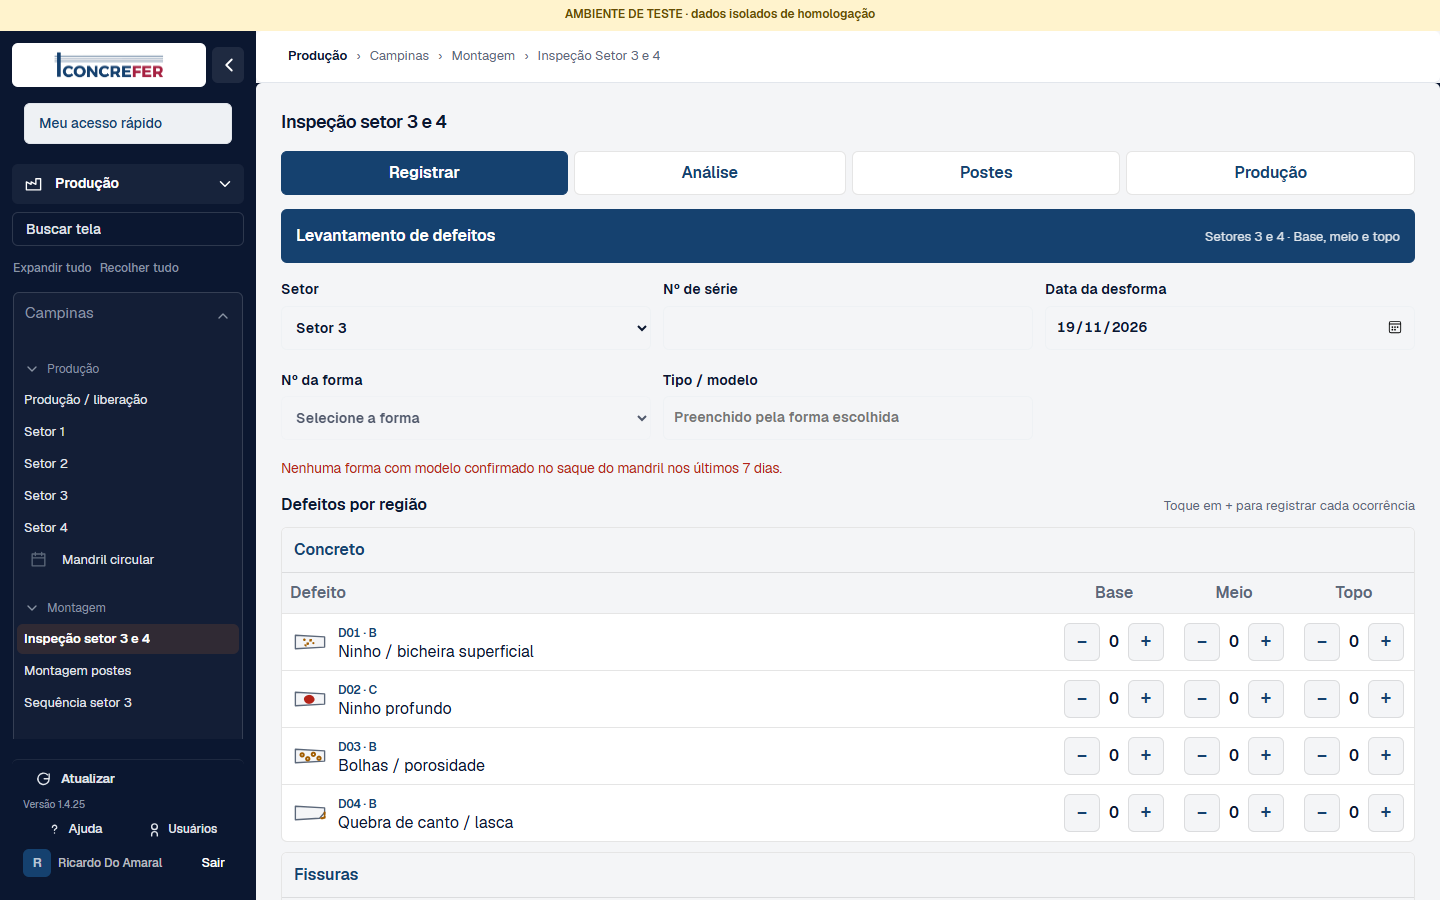 AMBIENTE DE TESTE · dados isolados de homologação
CONCREFER
Meu acesso rápido
Produção
Buscar tela
Expandir tudo Recolher tudo
Campinas
Produção
Produção / liberação
Setor 1
Setor 2
Setor 3
Setor 4
Mandril circular
Montagem
Inspeção setor 3 e 4
Montagem postes
Sequência setor 3
Atualizar
Versão 1.4.25
? Ajuda Usuários
R Ricardo Do Amaral Sair
Produção › Campinas › Montagem › Inspeção Setor 3 e 4
Inspeção setor 3 e 4
Registrar Análise Postes Produção
Levantamento de defeitos Setores 3 e 4 · Base, meio e topo
Setor Nº de série Data da desforma
Setor 3 19/11/2026
Nº da forma Tipo / modelo
Selecione a forma Preenchido pela forma escolhida
Nenhuma forma com modelo confirmado no saque do mandril nos últimos 7 dias.
Defeitos por região Toque em + para registrar cada ocorrência
Concreto
Defeito Base Meio Topo
D01 · B
Ninho / bicheira superficial − 0 + − 0 + − 0 +
D02 · C
Ninho profundo − 0 + − 0 + − 0 +
D03 · B
Bolhas / porosidade − 0 + − 0 + − 0 +
D04 · B
Quebra de canto / lasca − 0 + − 0 + − 0 +
Fissuras